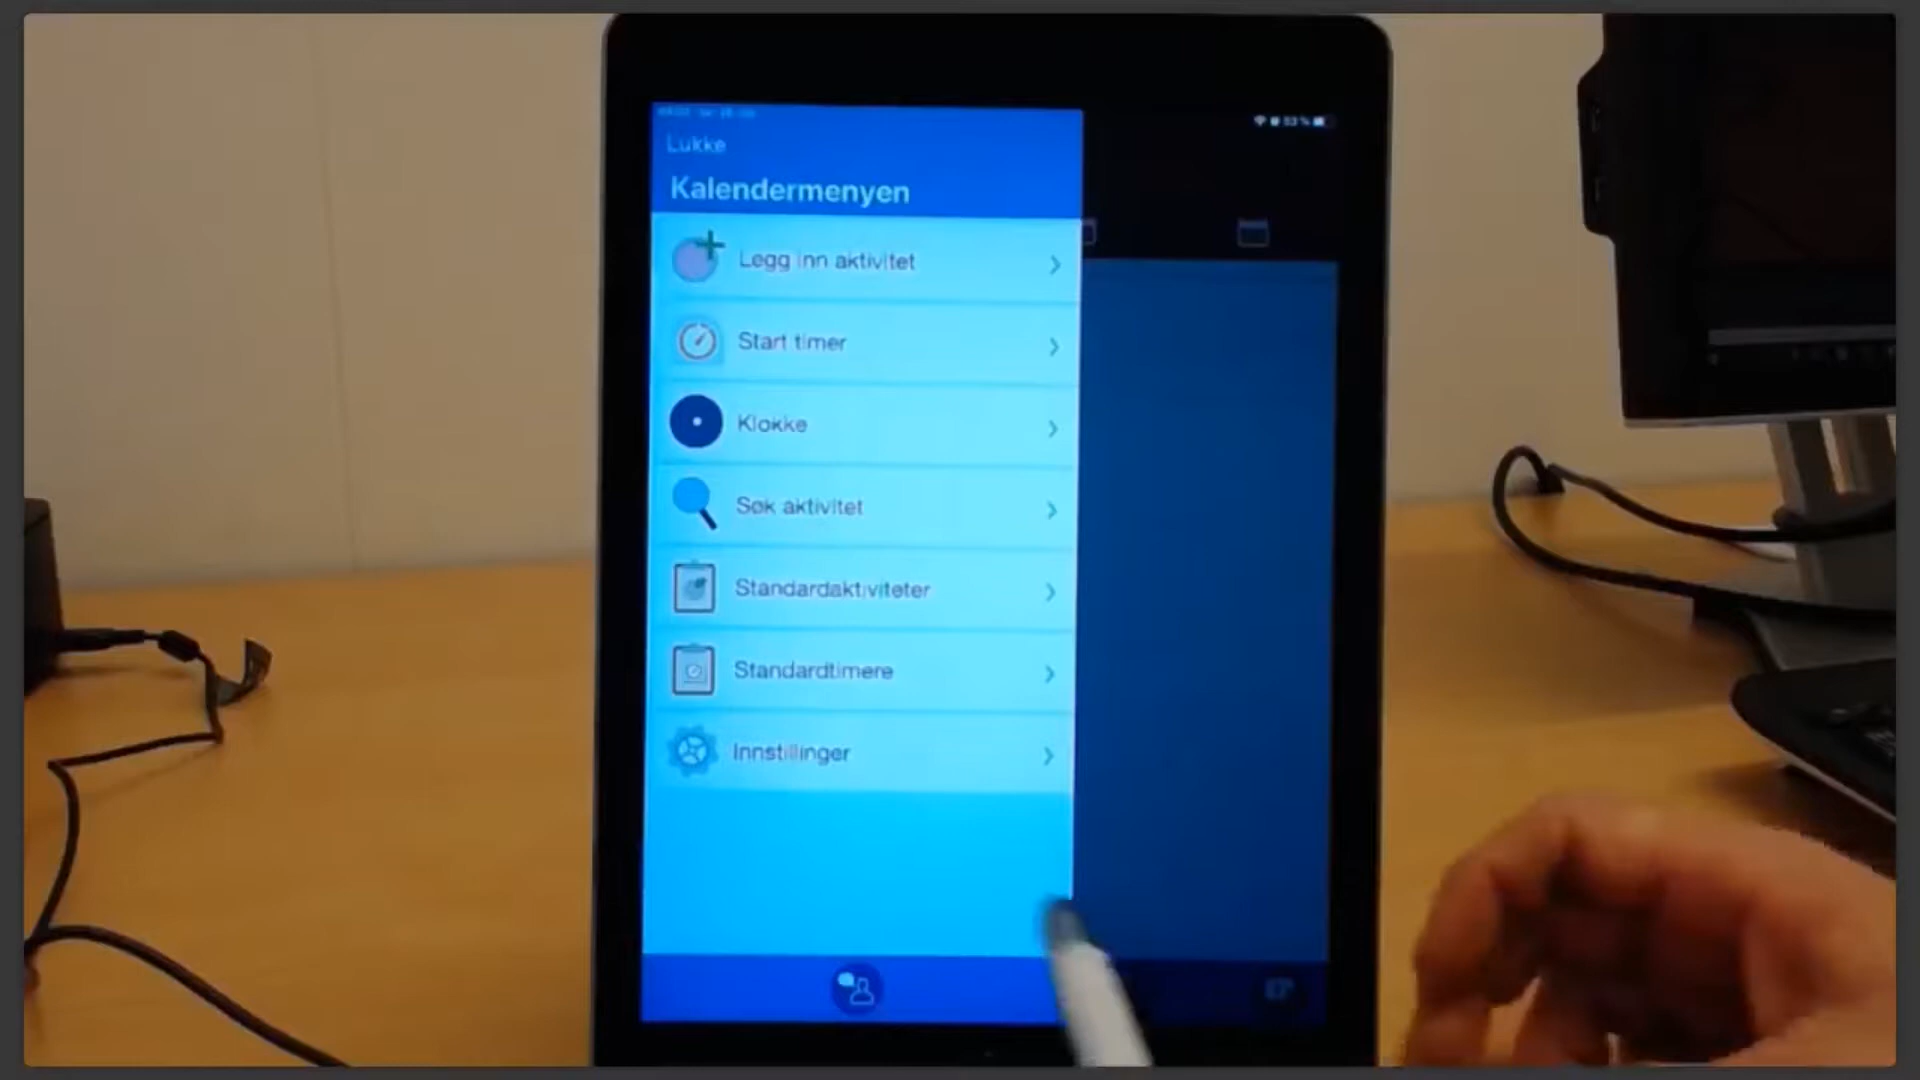 Lukke
Kalendermenyen
Legg inn aktivitet
Start timer
Klokke
Søk aktivitet
Standardaktiviteter
Standardtimere
Innstillinger